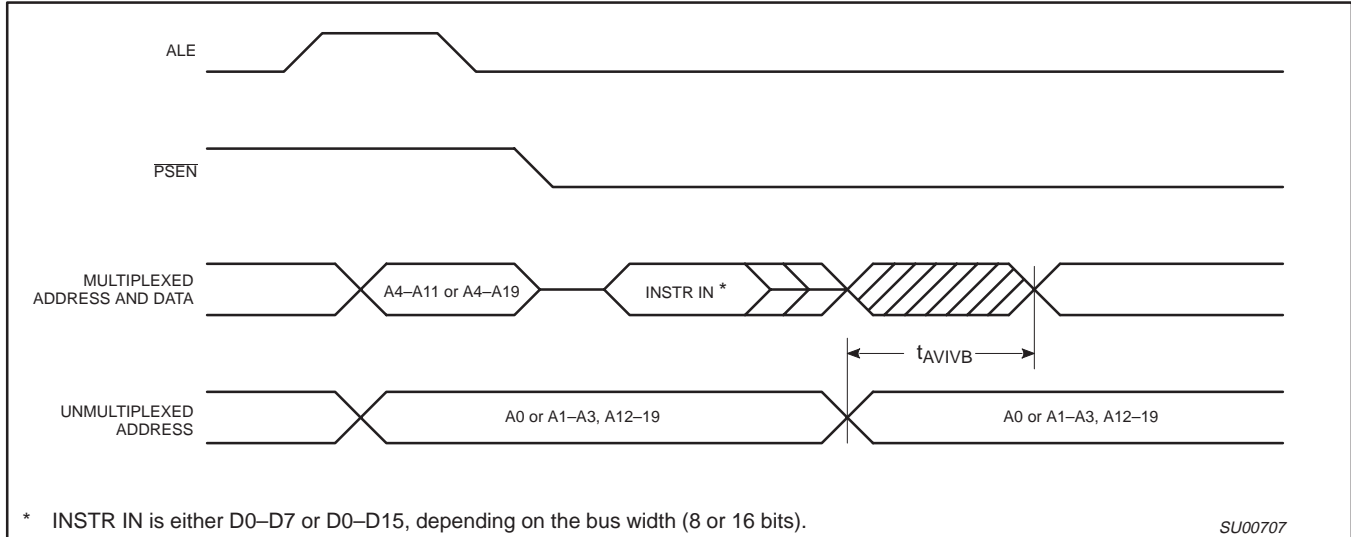 ALE
PSEN
MULTIPLEXED
ADDRESS AND DATA
A4–A11 or A4–A19
INSTR IN *
tAVIVB
UNMULTIPLEXED
ADDRESS
A0 or A1–A3, A12–19
A0 or A1–A3, A12–19
* INSTR IN is either D0–D7 or D0–D15, depending on the bus width (8 or 16 bits).
SU00707